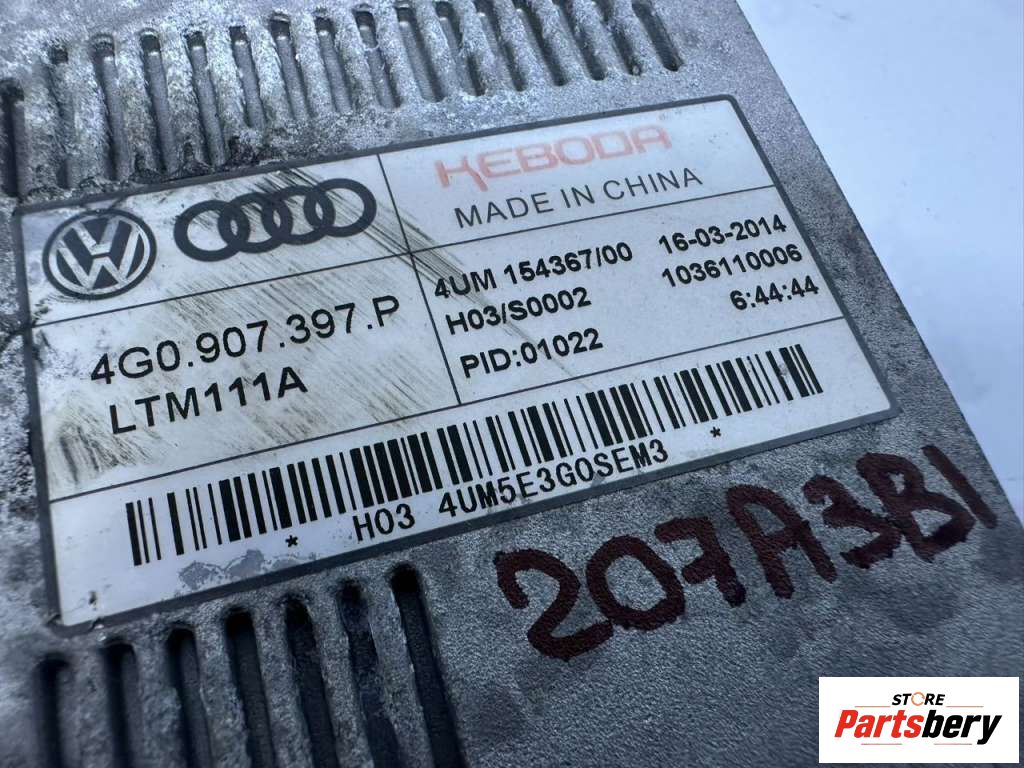 KEBODA
MADE IN CHINA
4G0.907.397.P
LTM111A
4UM 154367/00 16-03-2014
H03/S0002 1036110006
PID:01022 6:44:44
* H03 4UM5E3G0SEM3 *
207A3B1
STORE
Partsbery